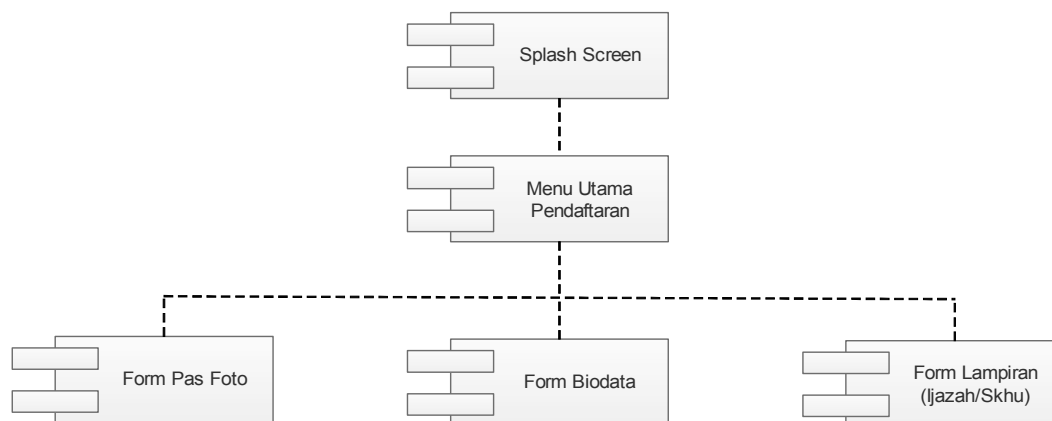 Splash Screen
Menu Utama
Pendaftaran
Form Pas Foto
Form Biodata
Form Lampiran
(Ijazah/Skhu)